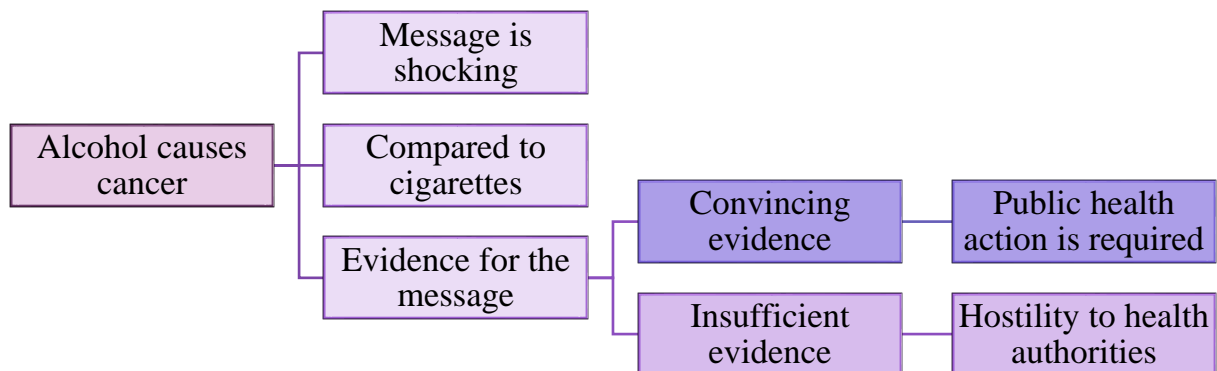 Message is
shocking
Alcohol causes
cancer
Compared to
cigarettes
Evidence for the
message
Convincing
evidence
Public health
action is required
Insufficient
evidence
Hostility to health
authorities